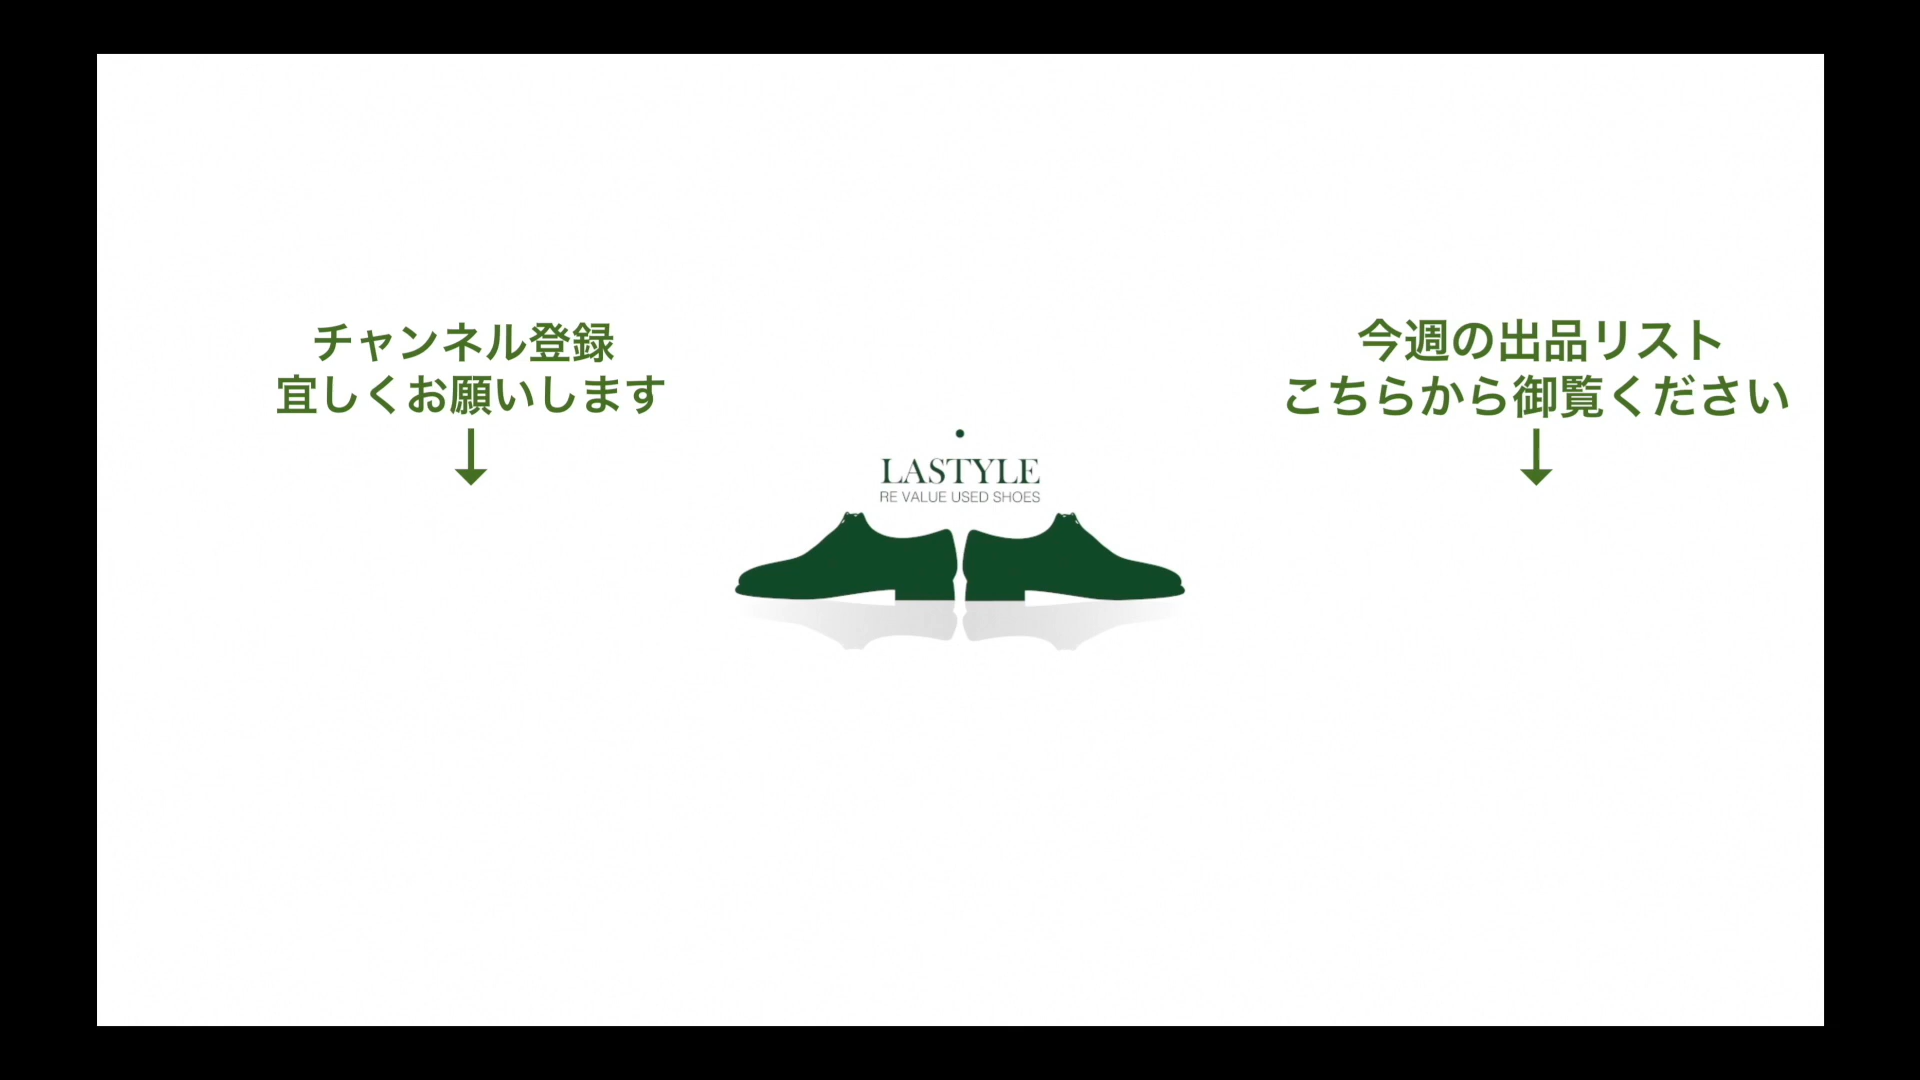 チャンネル登録
宜しくお願いします
↓
今週の出品リスト
こちらから御覧ください
↓
LASTYLE
RE VALUE USED SHOES